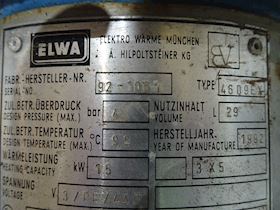 ELWA
ELEKTRO WÄRME MÜNCHEN
A. HILPOLTSTEINER KG
FABR.-HERSTELLER-NR.
SERIAL-NO.
TYPE
ZUL. BETR. ÜBERDRUCK
DESIGN PRESSURE (MAX.)
bar
NUTZINHALT
VOLUME
L 29
ZUL. BETR. TEMPERATUR
DESIGN TEMPERATURE (MAX.)
°C
HERSTELLJAHR
YEAR OF MANUFACTURE 1992
WÄRMELEISTUNG
HEATING CAPACITY
kW 15
3 X 5
SPANNUNG
VOLTAGE
V